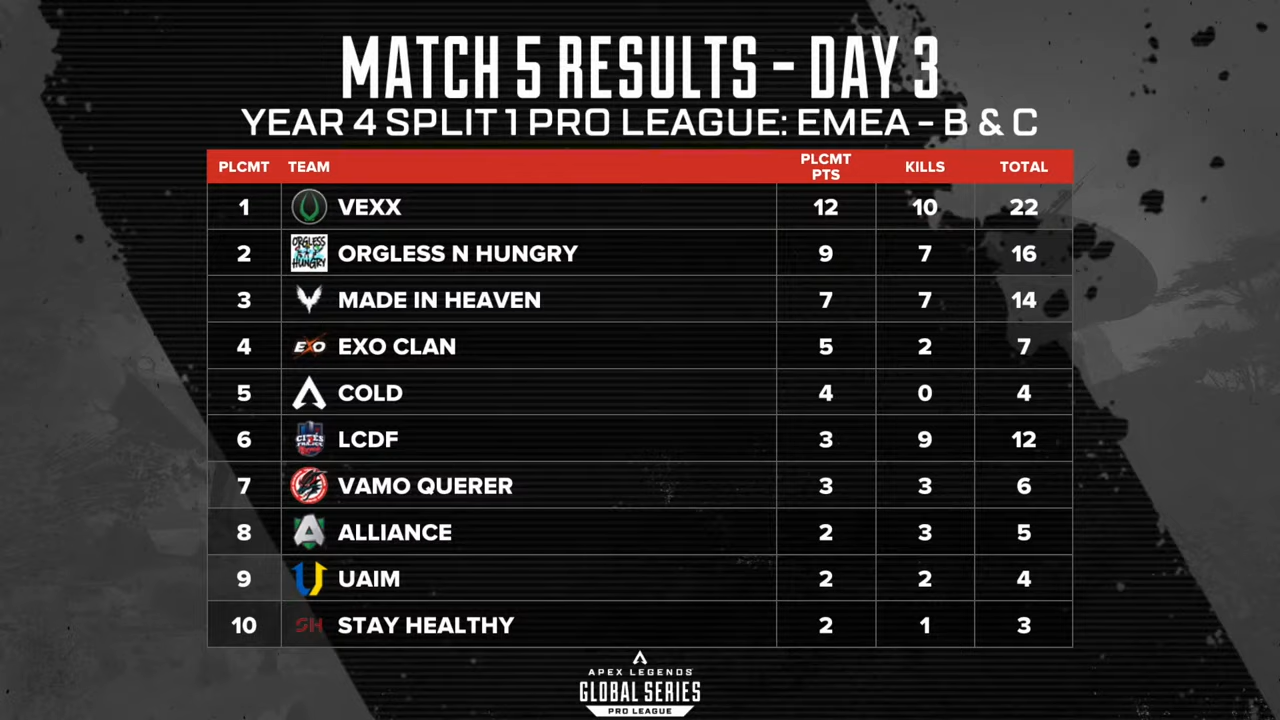 MATCH 5 RESULTS – DAY 3
YEAR 4 SPLIT 1 PRO LEAGUE: EMEA – B & C
PLCMT TEAM PLCMT PTS KILLS TOTAL
1 VEXX 12 10 22
2 ORGLESS HUNGRY ORGLESS N HUNGRY 9 7 16
3 MADE IN HEAVEN 7 7 14
4 EXO EXO CLAN 5 2 7
5 COLD 4 0 4
6 LCDF 3 9 12
7 VAMO QUERER 3 3 6
8 A ALLIANCE 2 3 5
9 UAIM 2 2 4
10 SH STAY HEALTHY 2 1 3
APEX LEGENDS
GLOBAL SERIES
PRO LEAGUE